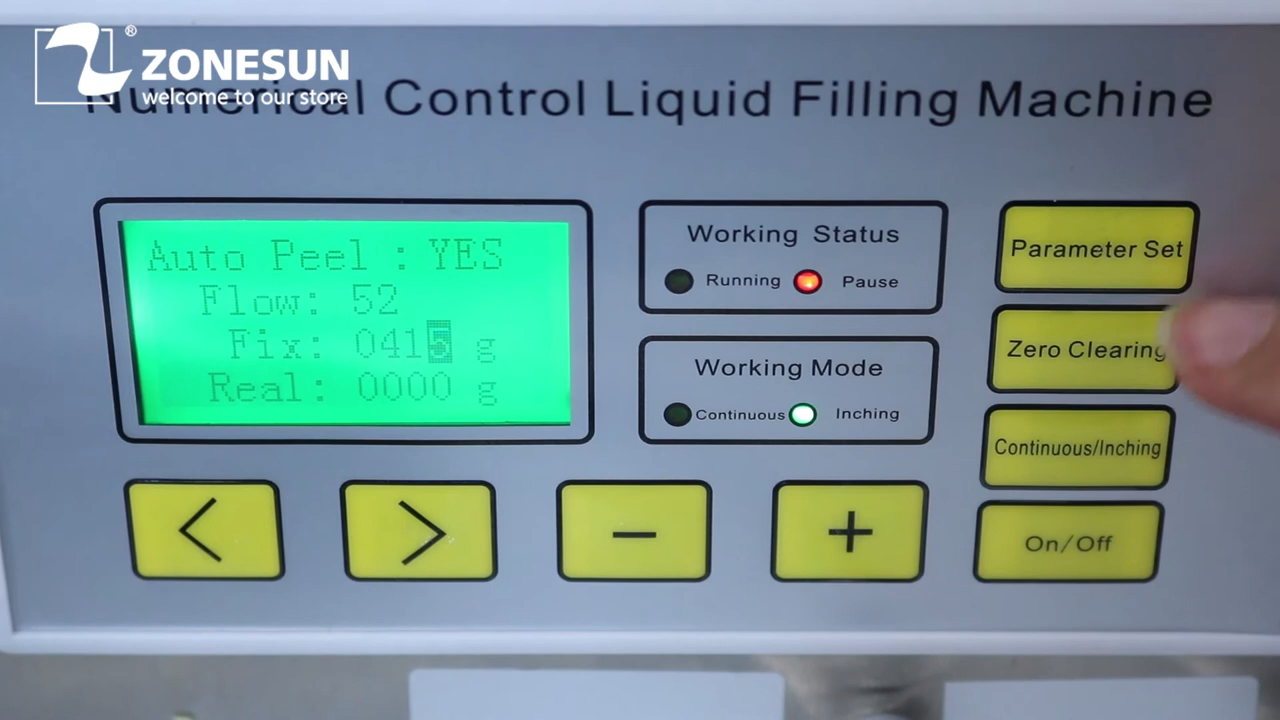 ZONESUN
®
welcome to our store
Numerical Control Liquid Filling Machine
Auto Peel : YES
Flow: 52
Fix: 0415 g
Real: 0000 g
Working Status
Running Pause
Working Mode
Continuous Inching
Parameter Set
Zero Clearing
Continuous/Inching
On/Off
<
>
−
+